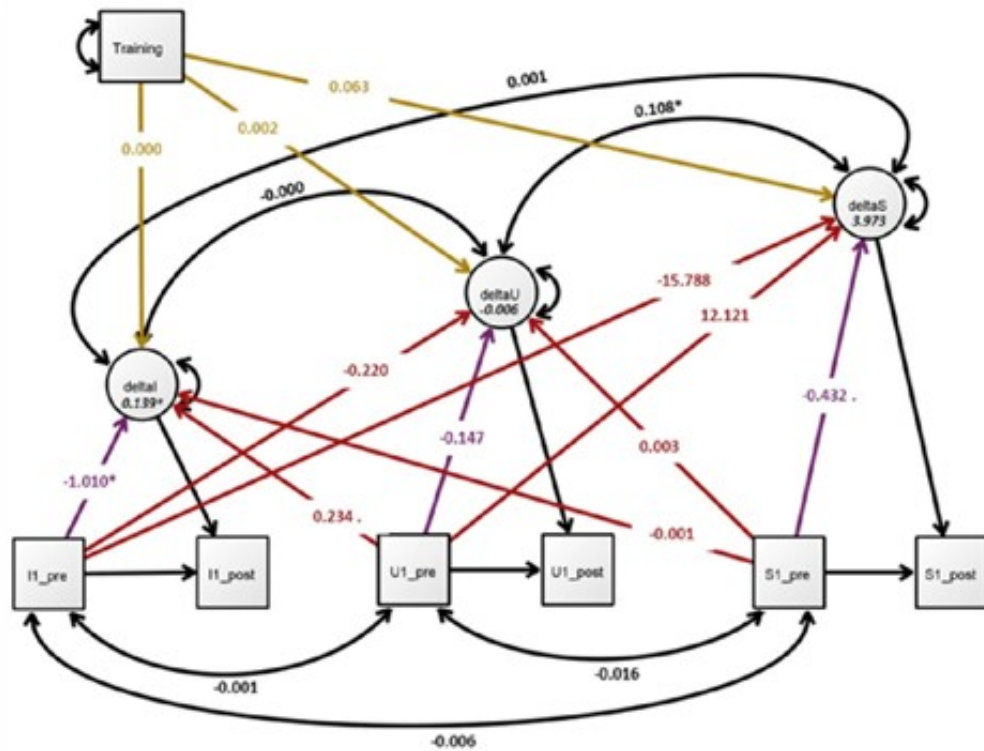 Training
0.063
0.001
0.108*
0.002
0.000
-0.000
deltaS
3.973
-15.788
deltaU
-0.006
12.121
-0.220
deltaI
0.139*
-0.432 .
-0.147
0.003
-1.010*
0.234 .
-0.001
I1_pre
I1_post
U1_pre
U1_post
S1_pre
S1_post
-0.016
-0.001
-0.006